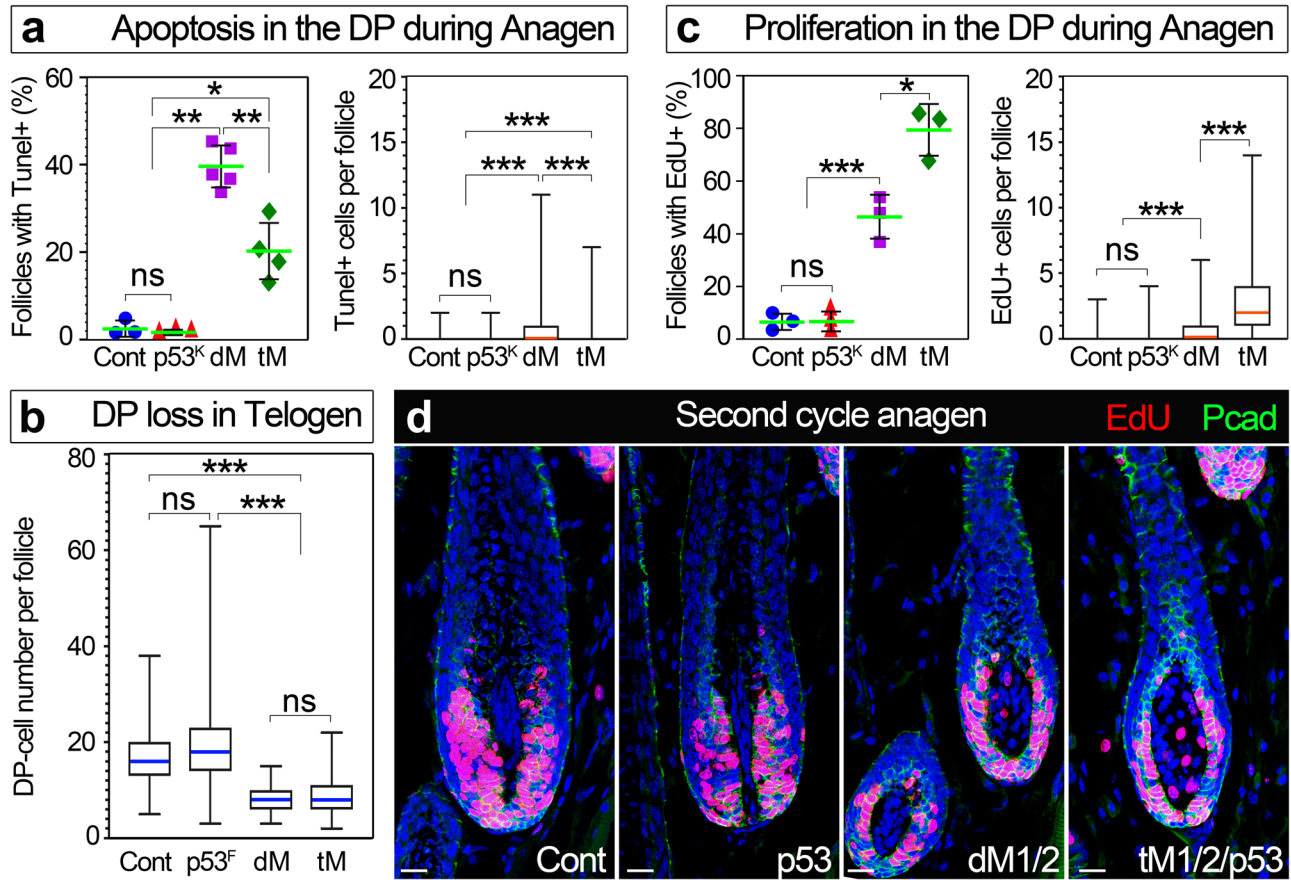 a Apoptosis in the DP during Anagen
Follicles with Tunel+ (%)
60
40
20
0
*
** **
ns
Cont p53ᴷ dM tM
Tunel+ cells per follicle
20
15
10
5
0
***
*** ***
ns
Cont p53ᴷ dM tM
c Proliferation in the DP during Anagen
Follicles with EdU+ (%)
100
80
60
40
20
0
*
***
ns
Cont p53ᴷ dM tM
EdU+ cells per follicle
20
15
10
5
0
***
***
ns
Cont p53ᴷ dM tM
b DP loss in Telogen
DP-cell number per follicle
80
60
40
20
0
***
ns ***
ns
Cont p53ᶠ dM tM
d Second cycle anagen EdU Pcad
Cont
p53
dM1/2
tM1/2/p53